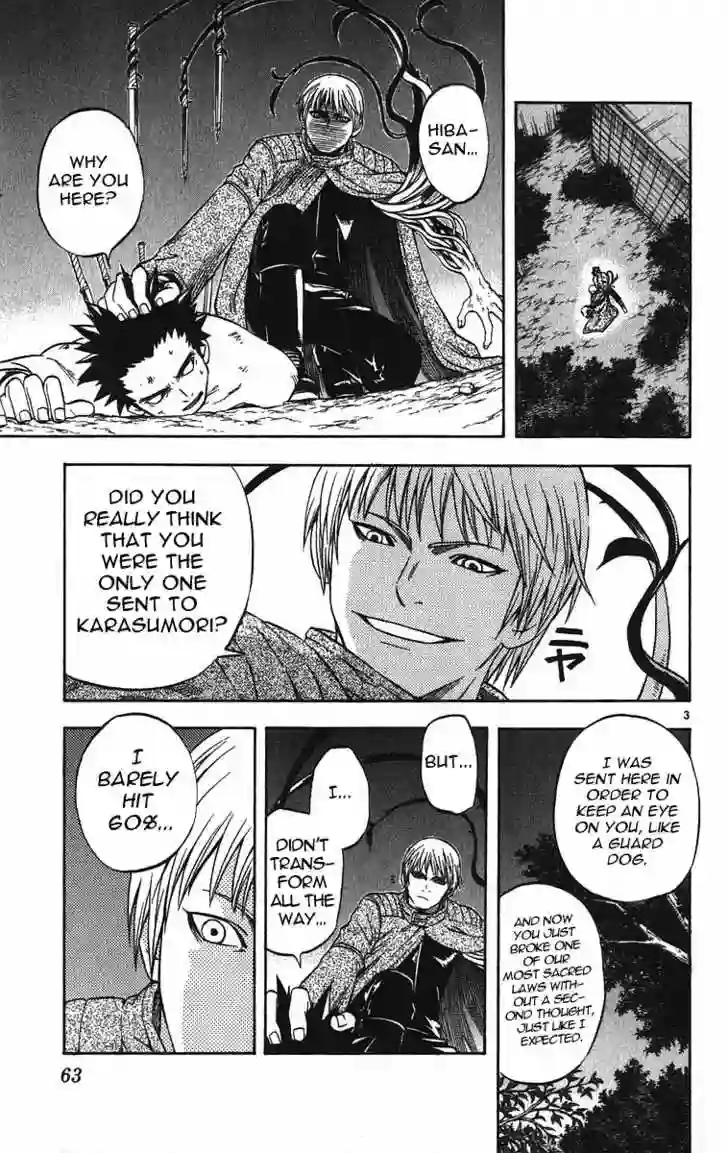 HIBA-
SAN...
WHY
ARE YOU
HERE?
DID YOU
REALLY THINK
THAT YOU
WERE THE
ONLY ONE
SENT TO
KARASUMORI?
ニヤ
3
I WAS
SENT HERE IN
ORDER TO
KEEP AN EYE
ON YOU, LIKE
A GUARD
DOG.
AND NOW
YOU JUST
BROKE ONE
OF OUR
MOST SACRED
LAWS WITH-
OUT A SEC-
OND THOUGHT,
JUST LIKE I
EXPECTED.
BUT...
I...
DIDN'T
TRANS-
FORM
ALL THE
WAY...
I
BARELY
HIT
60%...
63